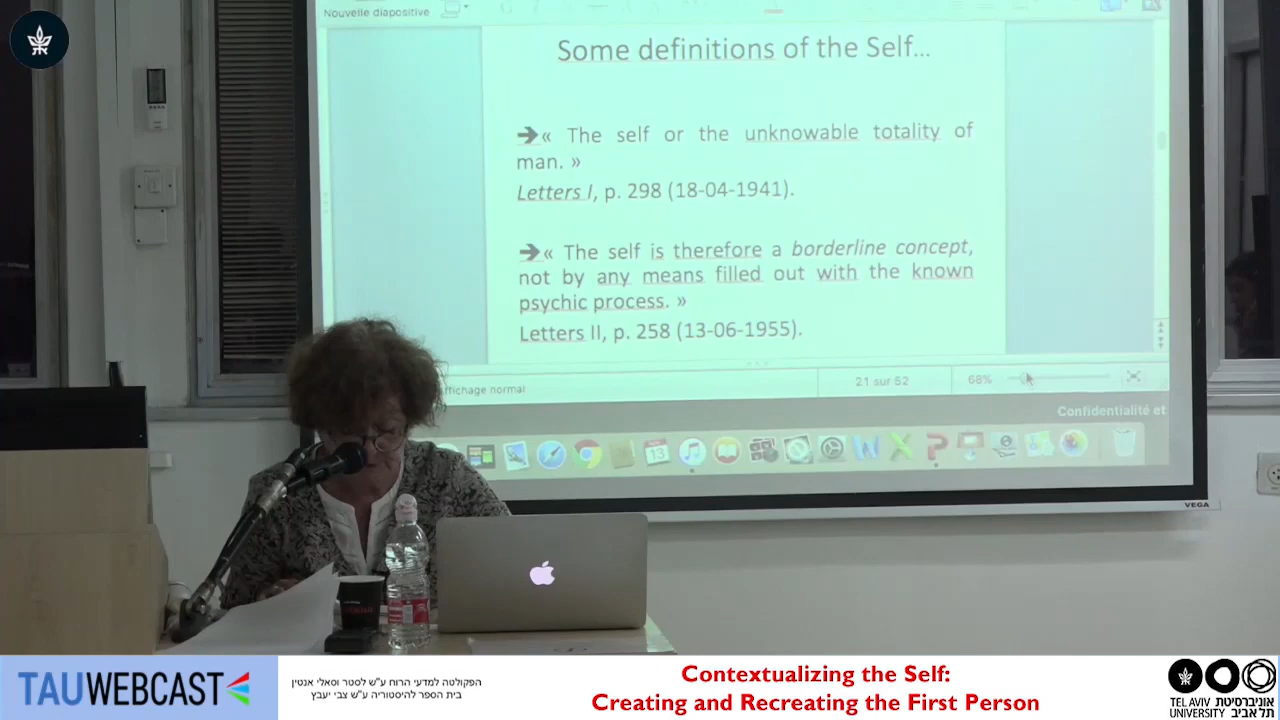 Nouvelle diapositive
Some definitions of the Self...
➔« The self or the unknowable totality of
man. »
Letters I, p. 298 (18-04-1941).
➔« The self is therefore a borderline concept,
not by any means filled out with the known
psychic process. »
Letters II, p. 258 (13-06-1955).
ffichage normal
21 sur 52
68%
Confidentialité et
13
VEGA
TAUWEBCAST
הפקולטה למדעי הרוח ע"ש לסטר וסאלי אנטין
בית הספר להיסטוריה ע"ש צבי יעבץ
Contextualizing the Self:
Creating and Recreating the First Person
TEL AVIV אוניברסיטת
UNIVERSITY תל אביב